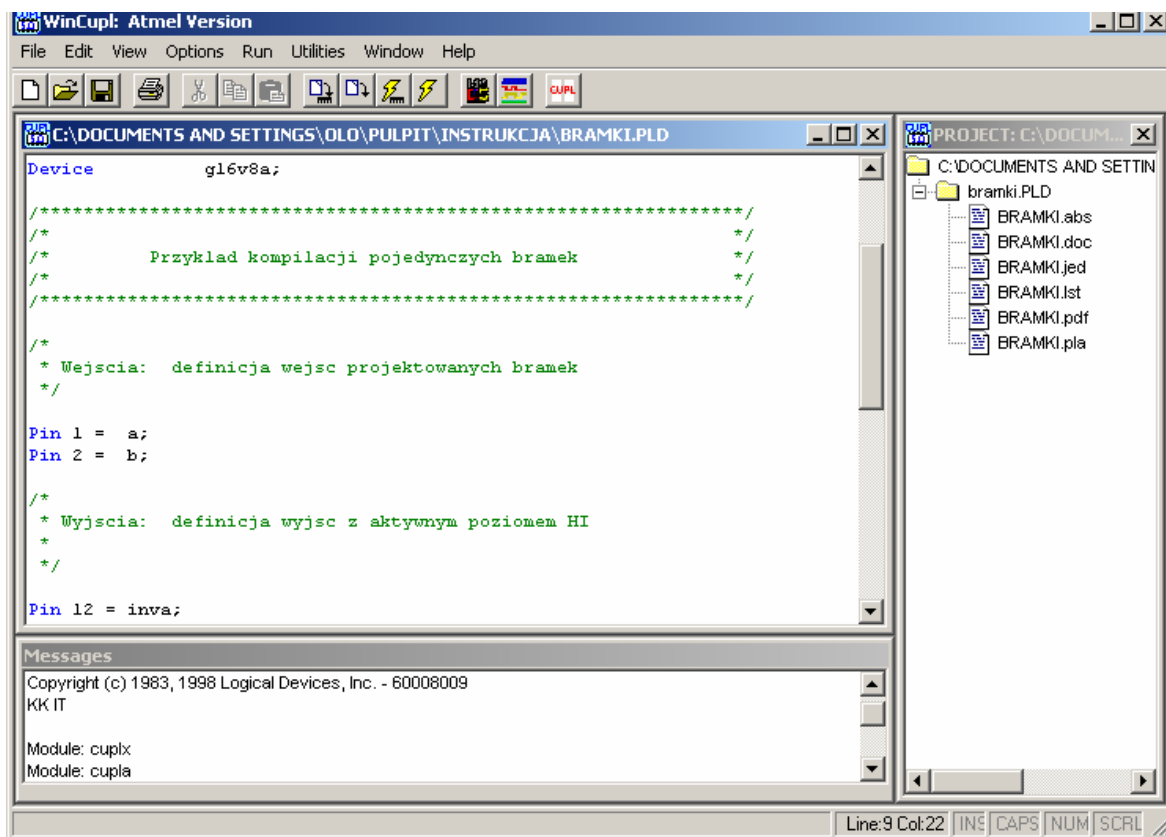 WinCupl: Atmel Version
File Edit View Options Run Utilities Window Help
CUPL
C:\DOCUMENTS AND SETTINGS\OLO\PULPIT\INSTRUKCJA\BRAMKI.PLD
Device g16v8a;
/****************************************************************/
/* */
/* Przyklad kompilacji pojedynczych bramek */
/* */
/****************************************************************/
/*
* Wejscia: definicja wejsc projektowanych bramek
*/
Pin 1 = a;
Pin 2 = b;
/*
* Wyjscia: definicja wyjsc z aktywnym poziomem HI
*
*/
Pin 12 = inva;
Messages
Copyright (c) 1983, 1998 Logical Devices, Inc. - 60008009
KK IT
Module: cuplx
Module: cupla
PROJECT: C:\DOCUM...
C:\DOCUMENTS AND SETTIN
bramki.PLD
BRAMKI.abs
BRAMKI.doc
BRAMKI.jed
BRAMKI.lst
BRAMKI.pdf
BRAMKI.pla
Line:9 Col:22 INS CAPS NUM SCRL